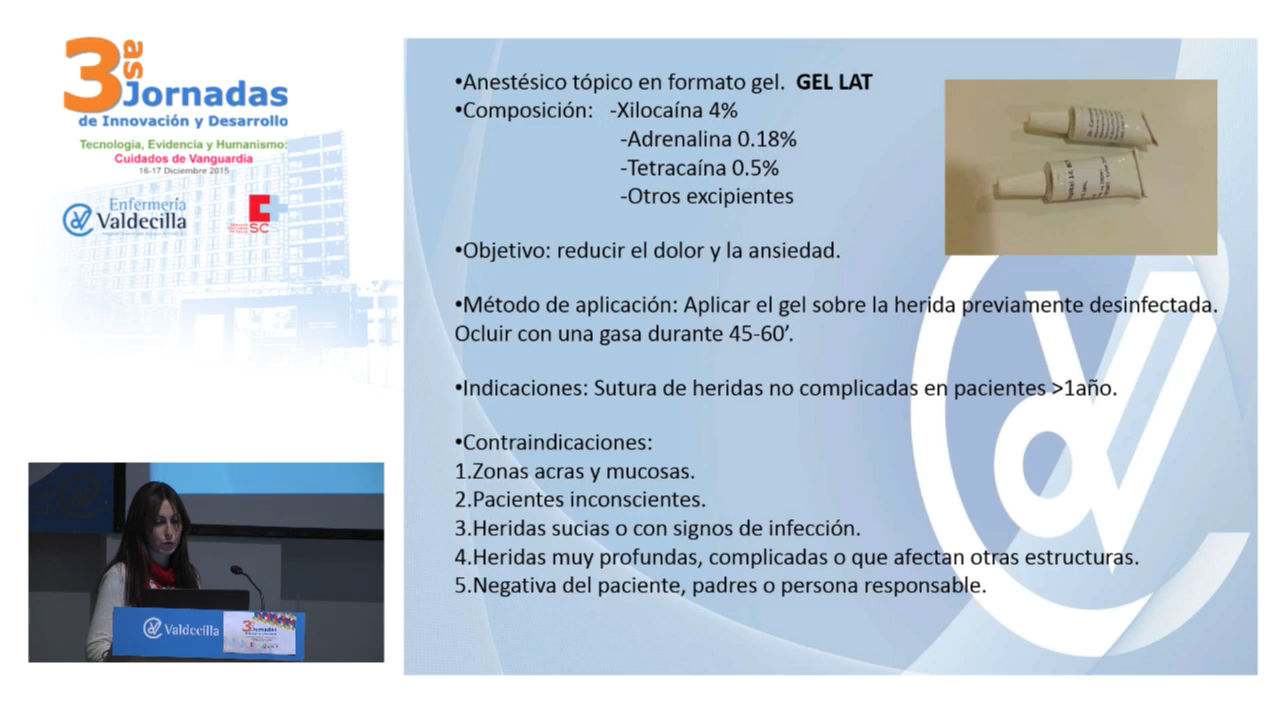 3as Jornadas
de Innovación y Desarrollo
Tecnología, Evidencia y Humanismo:
Cuidados de Vanguardia
16-17 Diciembre 2015
Enfermería
Valdecilla
SC
•Anestésico tópico en formato gel. GEL LAT
•Composición: -Xilocaína 4%
-Adrenalina 0.18%
-Tetracaína 0.5%
-Otros excipientes
•Objetivo: reducir el dolor y la ansiedad.
•Método de aplicación: Aplicar el gel sobre la herida previamente desinfectada.
Ocluir con una gasa durante 45-60’.
•Indicaciones: Sutura de heridas no complicadas en pacientes >1año.
•Contraindicaciones:
1.Zonas acras y mucosas.
2.Pacientes inconscientes.
3.Heridas sucias o con signos de infección.
4.Heridas muy profundas, complicadas o que afectan otras estructuras.
5.Negativa del paciente, padres o persona responsable.
Valdecilla
3as Jornadas